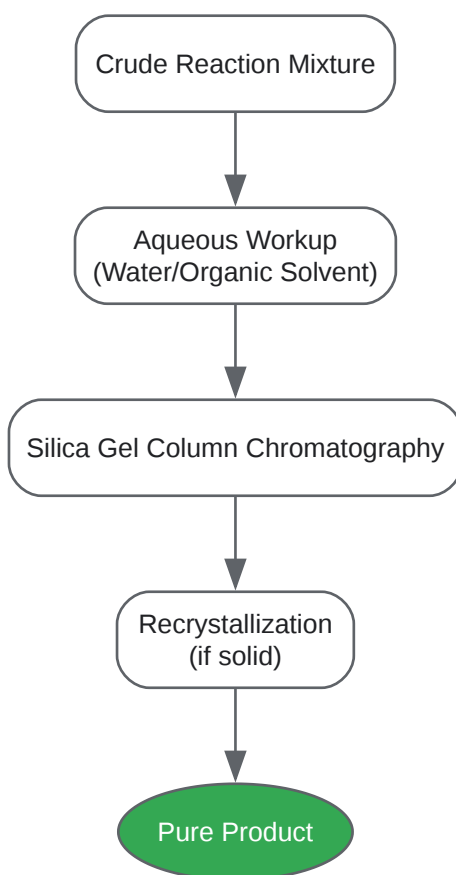 Crude Reaction Mixture
Aqueous Workup
(Water/Organic Solvent)
Silica Gel Column Chromatography
Recrystallization
(if solid)
Pure Product